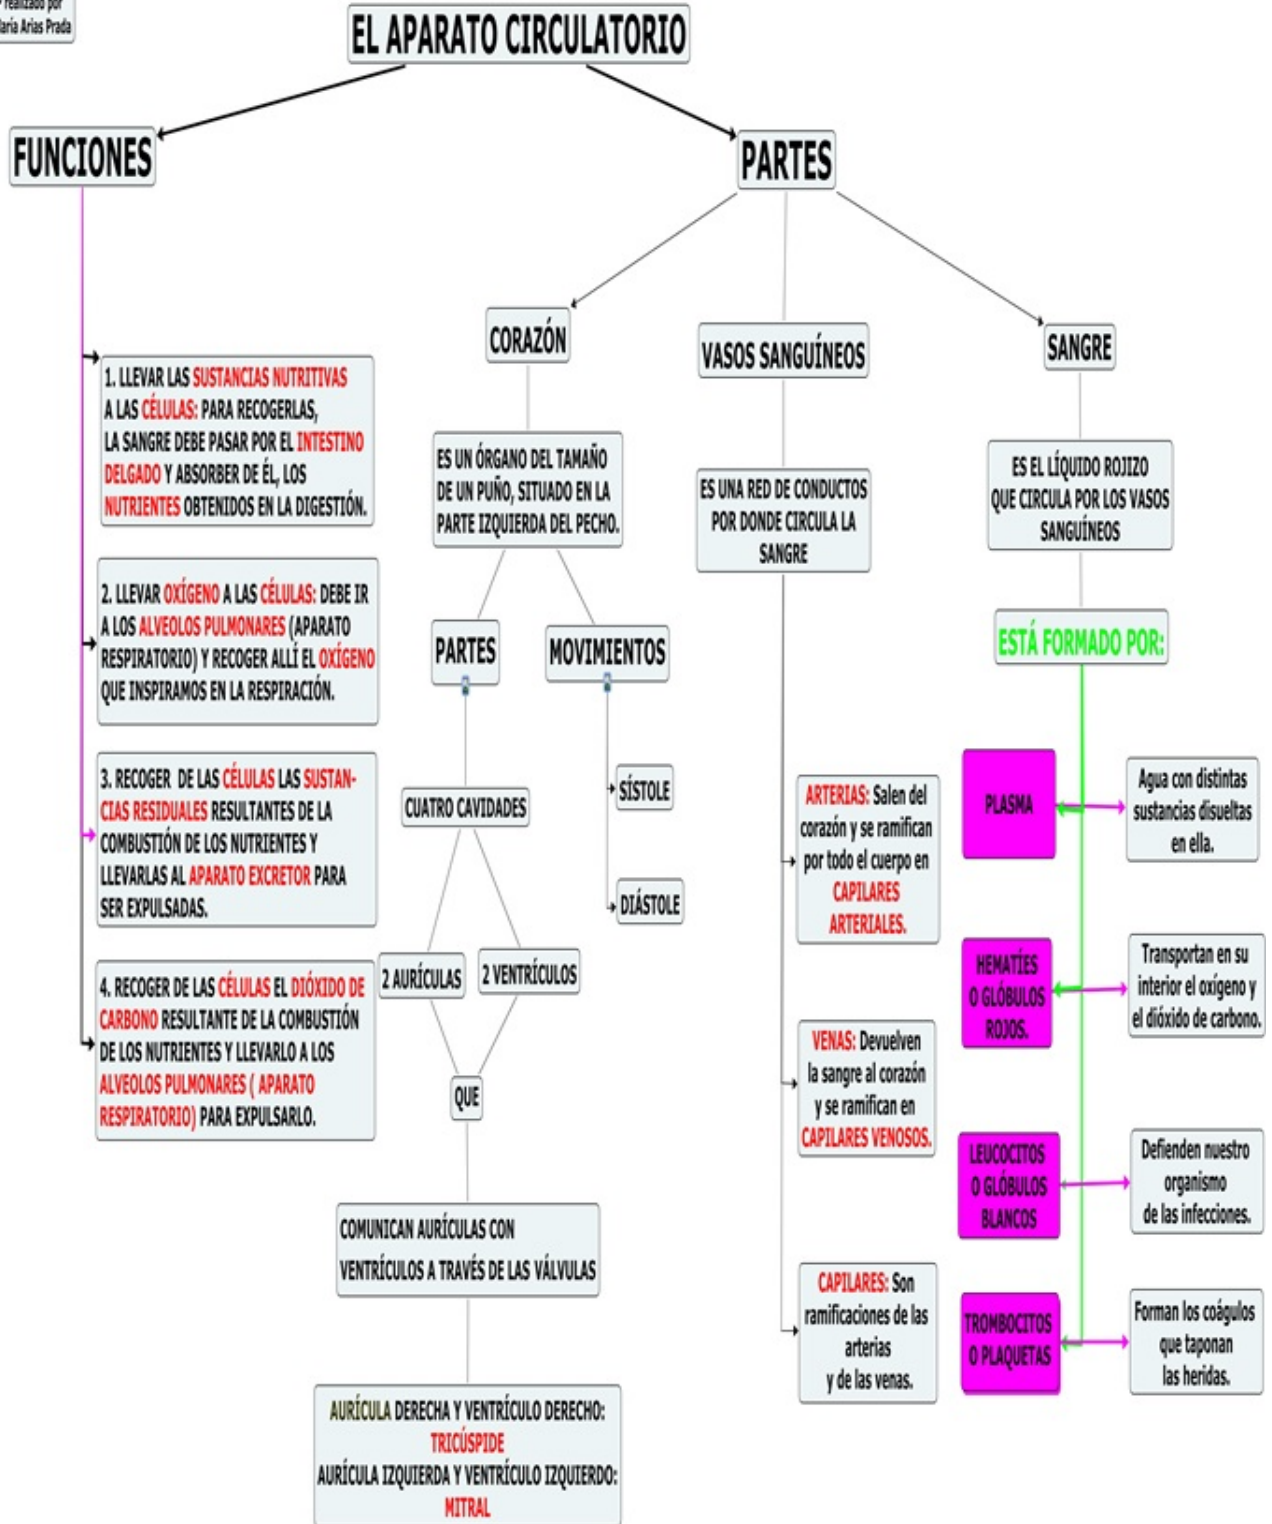 realizado por
María Arias Prada
EL APARATO CIRCULATORIO
FUNCIONES
1. LLEVAR LAS SUSTANCIAS NUTRITIVAS
A LAS CÉLULAS: PARA RECOGERLAS,
LA SANGRE DEBE PASAR POR EL INTESTINO
DELGADO Y ABSORBER DE ÉL, LOS
NUTRIENTES OBTENIDOS EN LA DIGESTIÓN.
2. LLEVAR OXÍGENO A LAS CÉLULAS: DEBE IR
A LOS ALVEOLOS PULMONARES (APARATO
RESPIRATORIO) Y RECOGER ALLÍ EL OXÍGENO
QUE INSPIRAMOS EN LA RESPIRACIÓN.
3. RECOGER DE LAS CÉLULAS LAS SUSTAN-
CIAS RESIDUALES RESULTANTES DE LA
COMBUSTIÓN DE LOS NUTRIENTES Y
LLEVARLAS AL APARATO EXCRETOR PARA
SER EXPULSADAS.
4. RECOGER DE LAS CÉLULAS EL DIÓXIDO DE
CARBONO RESULTANTE DE LA COMBUSTIÓN
DE LOS NUTRIENTES Y LLEVARLO A LOS
ALVEOLOS PULMONARES ( APARATO
RESPIRATORIO) PARA EXPULSARLO.
PARTES
CORAZÓN
ES UN ÓRGANO DEL TAMAÑO
DE UN PUÑO, SITUADO EN LA
PARTE IZQUIERDA DEL PECHO.
PARTES
CUATRO CAVIDADES
2 AURÍCULAS
2 VENTRÍCULOS
QUE
COMUNICAN AURÍCULAS CON
VENTRÍCULOS A TRAVÉS DE LAS VÁLVULAS
AURÍCULA DERECHA Y VENTRÍCULO DERECHO:
TRICÚSPIDE
AURÍCULA IZQUIERDA Y VENTRÍCULO IZQUIERDO:
MITRAL
MOVIMIENTOS
SÍSTOLE
DIÁSTOLE
VASOS SANGUÍNEOS
ES UNA RED DE CONDUCTOS
POR DONDE CIRCULA LA
SANGRE
ARTERIAS: Salen del
corazón y se ramifican
por todo el cuerpo en
CAPILARES
ARTERIALES.
VENAS: Devuelven
la sangre al corazón
y se ramifican en
CAPILARES VENOSOS.
CAPILARES: Son
ramificaciones de las
arterias
y de las venas.
SANGRE
ES EL LÍQUIDO ROJIZO
QUE CIRCULA POR LOS VASOS
SANGUÍNEOS
ESTÁ FORMADO POR:
PLASMA
Agua con distintas
sustancias disueltas
en ella.
HEMATÍES
O GLÓBULOS
ROJOS.
Transportan en su
interior el oxígeno y
el dióxido de carbono.
LEUCOCITOS
O GLÓBULOS
BLANCOS
Defienden nuestro
organismo
de las infecciones.
TROMBOCITOS
O PLAQUETAS
Forman los coágulos
que taponan
las heridas.